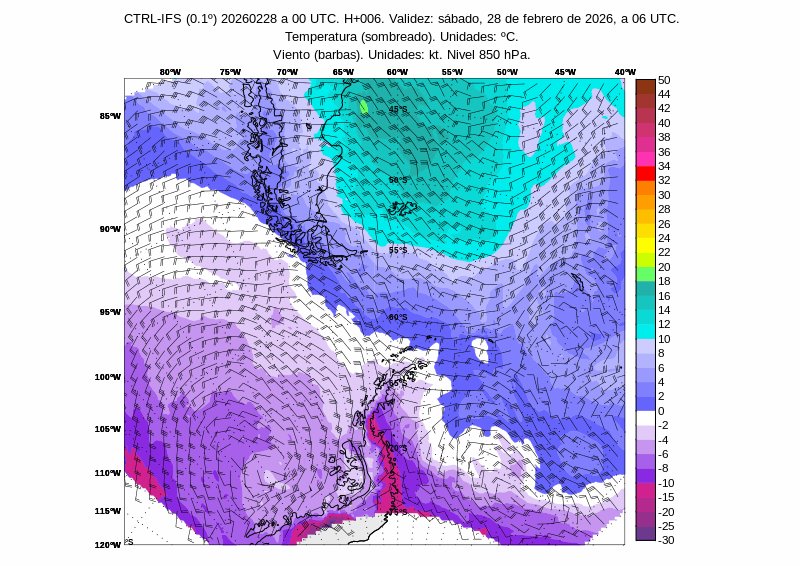 CTRL-IFS (0.1º) 20260228 a 00 UTC. H+006. Validez: sábado, 28 de febrero de 2026, a 06 UTC.
Temperatura (sombreado). Unidades: ºC.
Viento (barbas). Unidades: kt. Nivel 850 hPa.
80°W 75°W 70°W 65°W 60°W 55°W 50°W 45°W 40°W
50
44
42
40
38
36
34
32
30
28
26
24
22
20
18
16
14
12
10
8
6
4
2
0
-2
-4
-6
-8
-10
-15
-20
-25
-30
85°W
90°W
95°W
100°W
105°W
110°W
115°W
120°W
45°S
50°S
55°S
60°S
65°S
70°S
75°S
°S